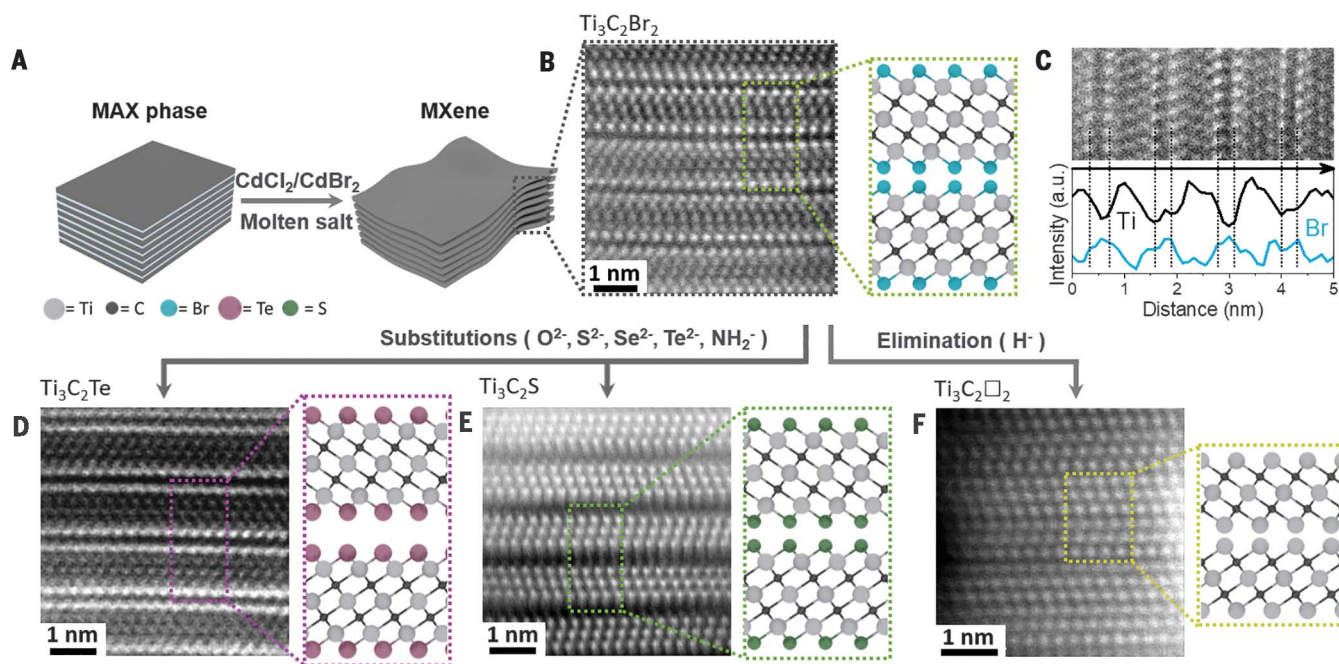 A
MAX phase
MXene
CdCl₂/CdBr₂
Molten salt
= Ti = C = Br = Te = S
B
Ti₃C₂Br₂
1 nm
C
Intensity (a.u.)
Ti
Br
0 1 2 3 4 5
Distance (nm)
Substitutions ( O²⁻, S²⁻, Se²⁻, Te²⁻, NH₂⁻ )
Elimination ( H⁻ )
D
Ti₃C₂Te
1 nm
E
Ti₃C₂S
1 nm
F
Ti₃C₂□₂
1 nm